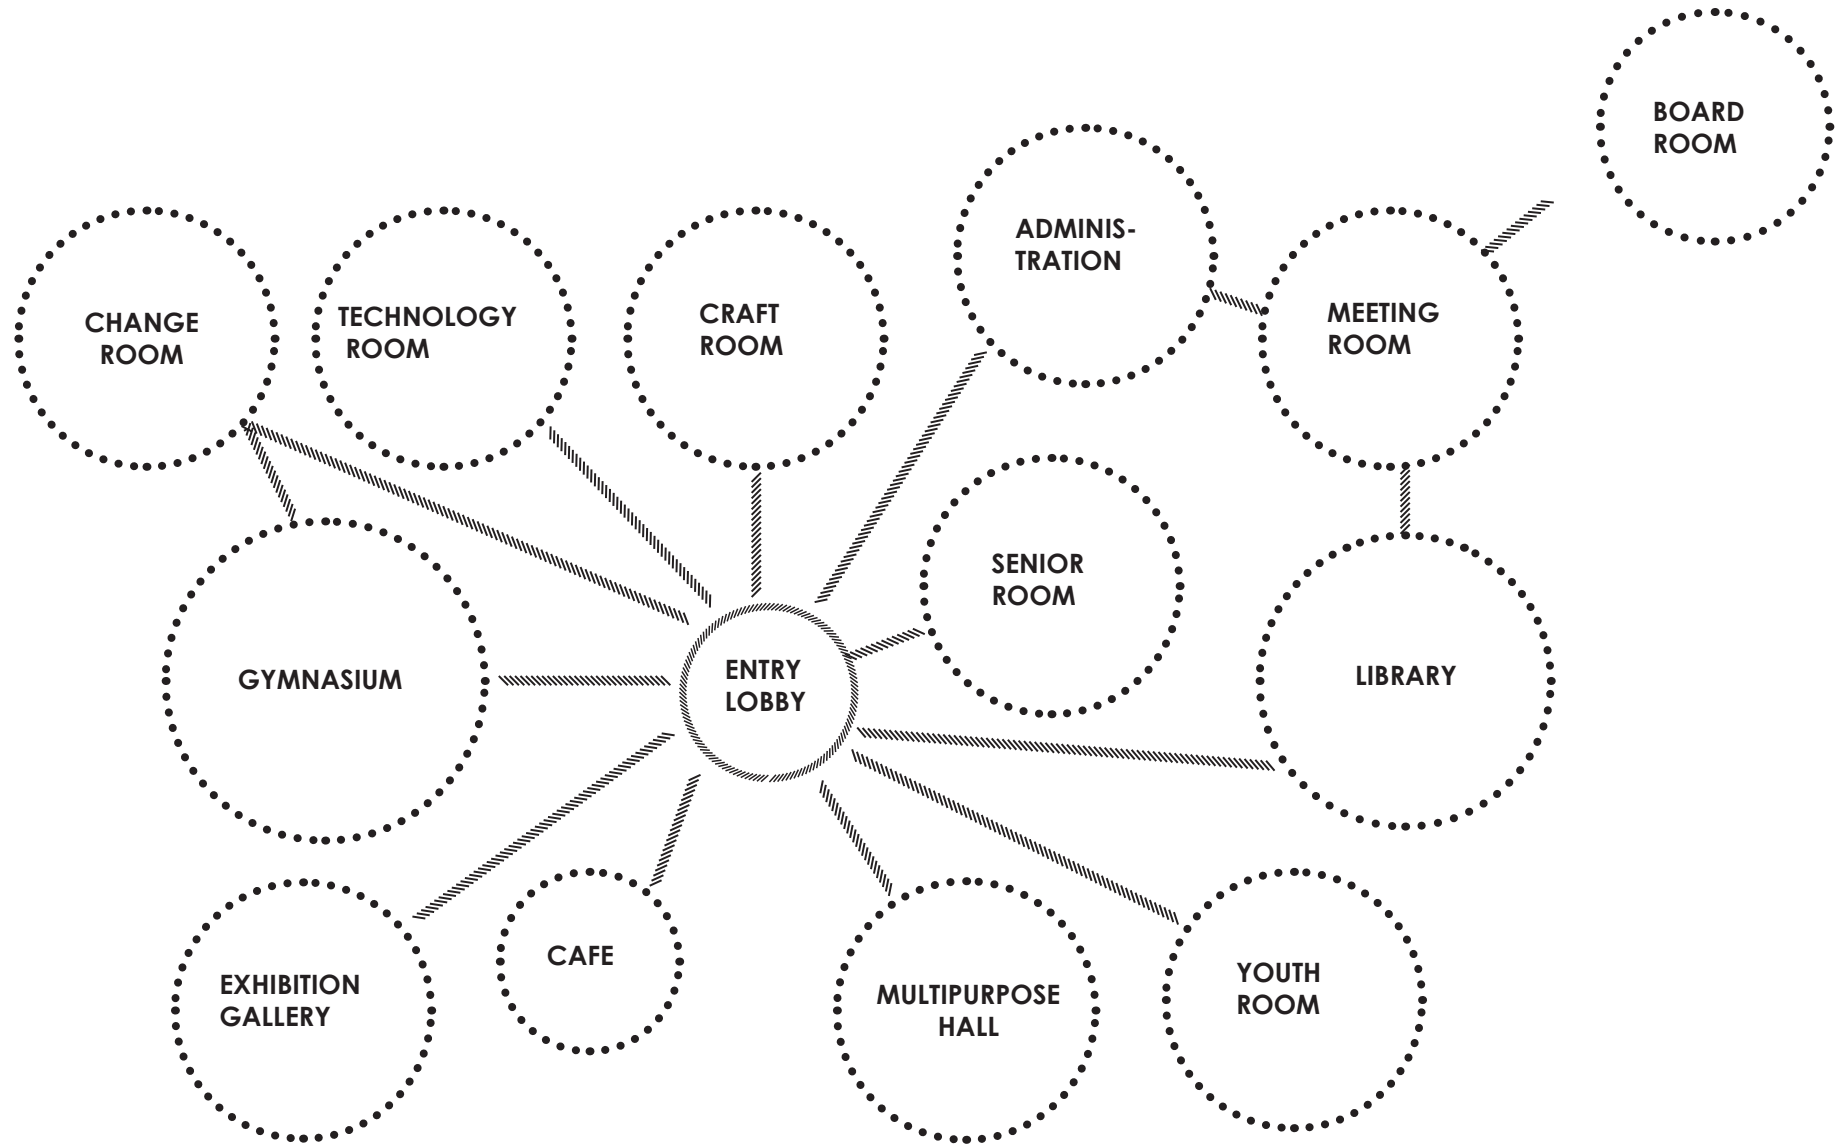 BOARD
ROOM
ADMINIS-
TRATION
CHANGE
ROOM
TECHNOLOGY
ROOM
CRAFT
ROOM
MEETING
ROOM
SENIOR
ROOM
GYMNASIUM
ENTRY
LOBBY
LIBRARY
EXHIBITION
GALLERY
CAFE
MULTIPURPOSE
HALL
YOUTH
ROOM